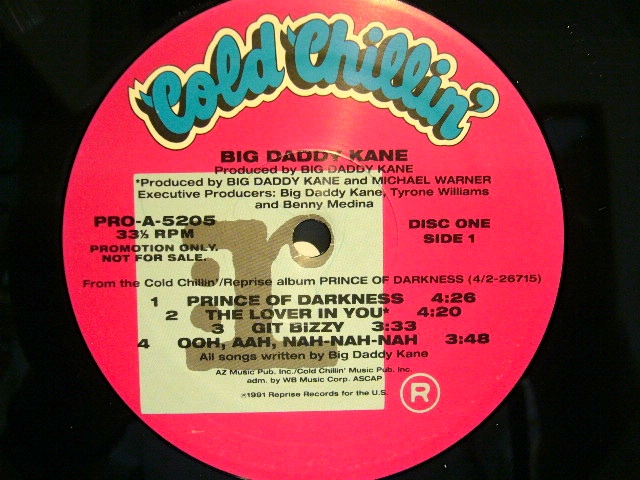 Cold Chillin'
BIG DADDY KANE
Produced by BIG DADDY KANE
*Produced by BIG DADDY KANE and MICHAEL WARNER
Executive Producers: Big Daddy Kane, Tyrone Williams
and Benny Medina
PRO-A-5205
33⅓ RPM
PROMOTION ONLY.
NOT FOR SALE.
DISC ONE
SIDE 1
r
From the Cold Chillin'/Reprise album PRINCE OF DARKNESS (4/2-26715)
1 PRINCE OF DARKNESS 4:26
2 THE LOVER IN YOU* 4:20
3 GIT BIZZY 3:33
4 OOH, AAH, NAH-NAH-NAH 3:48
All songs written by Big Daddy Kane
AZ Music Pub. Inc./Cold Chillin' Music Pub. Inc.
adm. by WB Music Corp. ASCAP
℗1991 Reprise Records for the U.S.
R